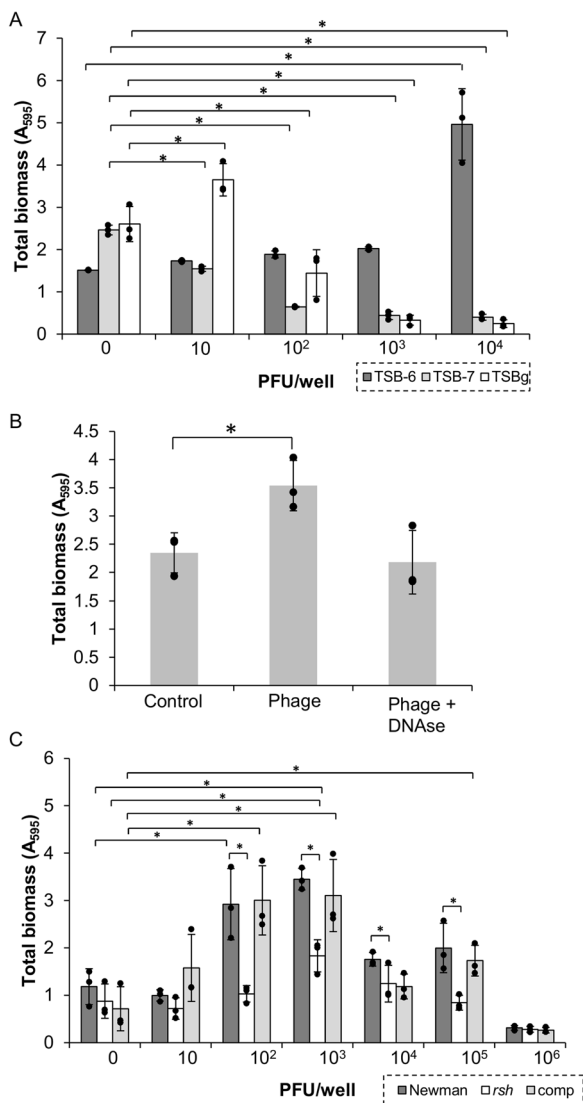 A
* * * * * * * *
7
6
5
4
3
2
1
0
Total biomass (A₅₉₅)
0 10 10² 10³ 10⁴
PFU/well
TSB-6 TSB-7 TSBg
B
*
4.5
4
3.5
3
2.5
2
1.5
1
0.5
0
Total biomass (A₅₉₅)
Control Phage Phage +
DNAse
C
* * * * * *
* * * *
6
5
4
3
2
1
0
Total biomass (A₅₉₅)
0 10 10² 10³ 10⁴ 10⁵ 10⁶
PFU/well
Newman rsh comp